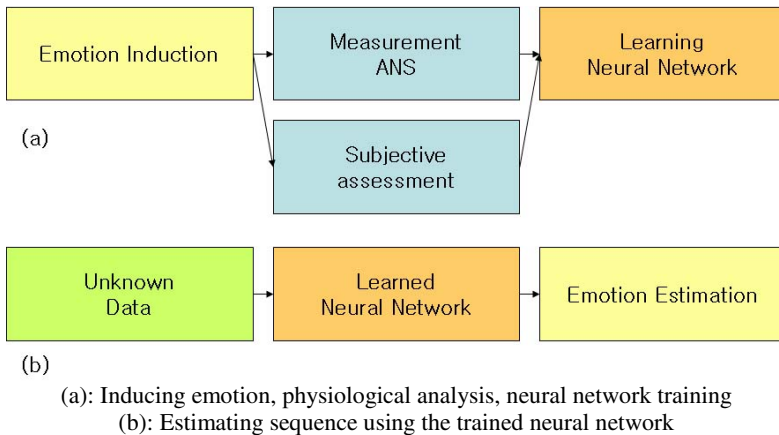 Emotion Induction
Measurement
ANS
Learning
Neural Network
(a)
Subjective
assessment
Unknown
Data
Learned
Neural Network
Emotion Estimation
(b)
(a): Inducing emotion, physiological analysis, neural network training
(b): Estimating sequence using the trained neural network